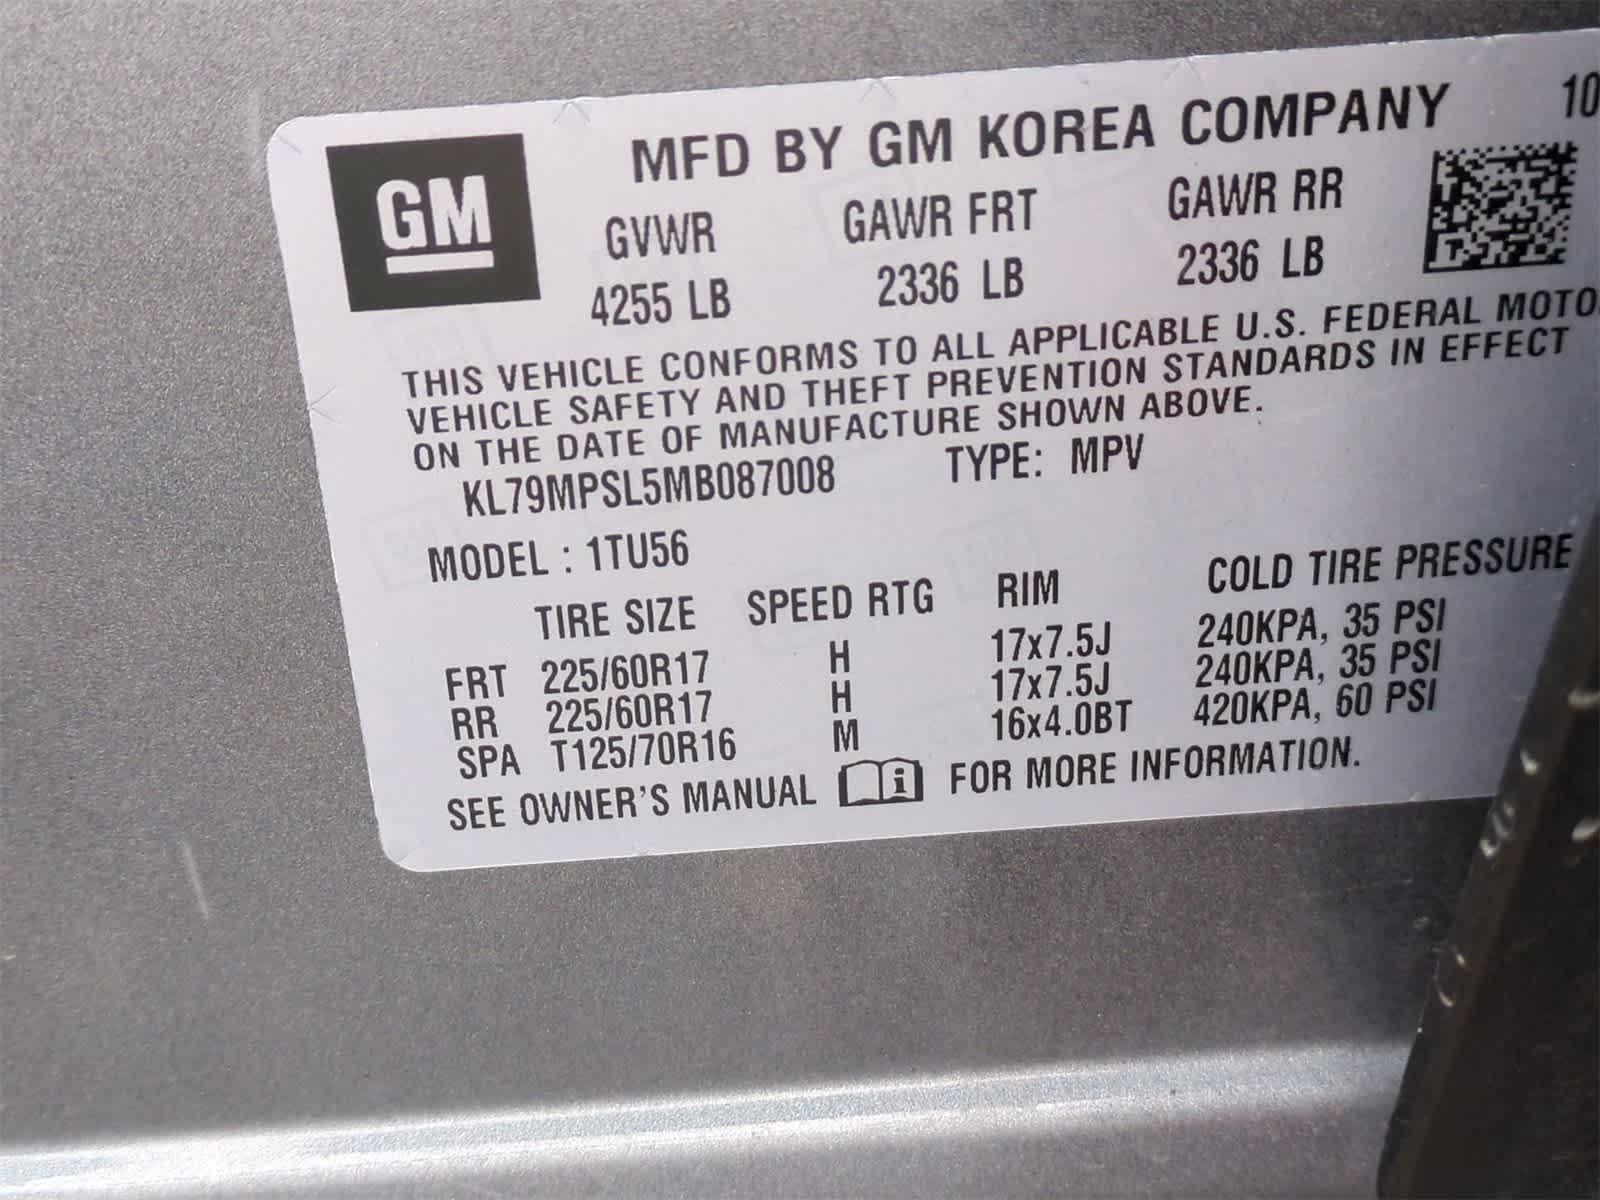 GM
MFD BY GM KOREA COMPANY 10
GVWR GAWR FRT GAWR RR
4255 LB 2336 LB 2336 LB
THIS VEHICLE CONFORMS TO ALL APPLICABLE U.S. FEDERAL MOTO
VEHICLE SAFETY AND THEFT PREVENTION STANDARDS IN EFFECT
ON THE DATE OF MANUFACTURE SHOWN ABOVE.
KL79MPSL5MB087008 TYPE: MPV
MODEL : 1TU56
TIRE SIZE SPEED RTG RIM COLD TIRE PRESSURE
FRT 225/60R17 H 17x7.5J 240KPA, 35 PSI
RR 225/60R17 H 17x7.5J 240KPA, 35 PSI
SPA T125/70R16 M 16x4.0BT 420KPA, 60 PSI
SEE OWNER'S MANUAL i FOR MORE INFORMATION.